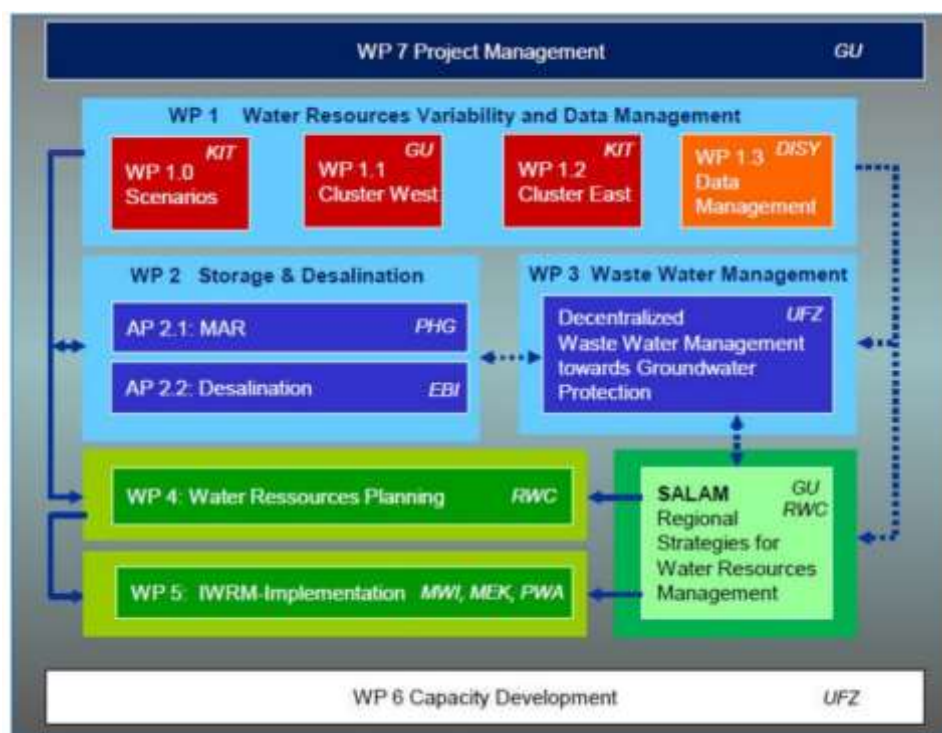 WP 7 Project Management GU
WP 1 Water Resources Variability and Data Management
KIT
WP 1.0
Scenarios
GU
WP 1.1
Cluster West
KIT
WP 1.2
Cluster East
DISY
WP 1.3
Data
Management
WP 2 Storage & Desalination
AP 2.1: MAR PHG
AP 2.2: Desalination EBI
WP 3 Waste Water Management
Decentralized UFZ
Waste Water Management
towards Groundwater
Protection
WP 4: Water Ressources Planning RWC
WP 5: IWRM-Implementation MWI, MEK, PWA
SALAM GU
Regional RWC
Strategies for
Water Resources
Management
WP 6 Capacity Development UFZ